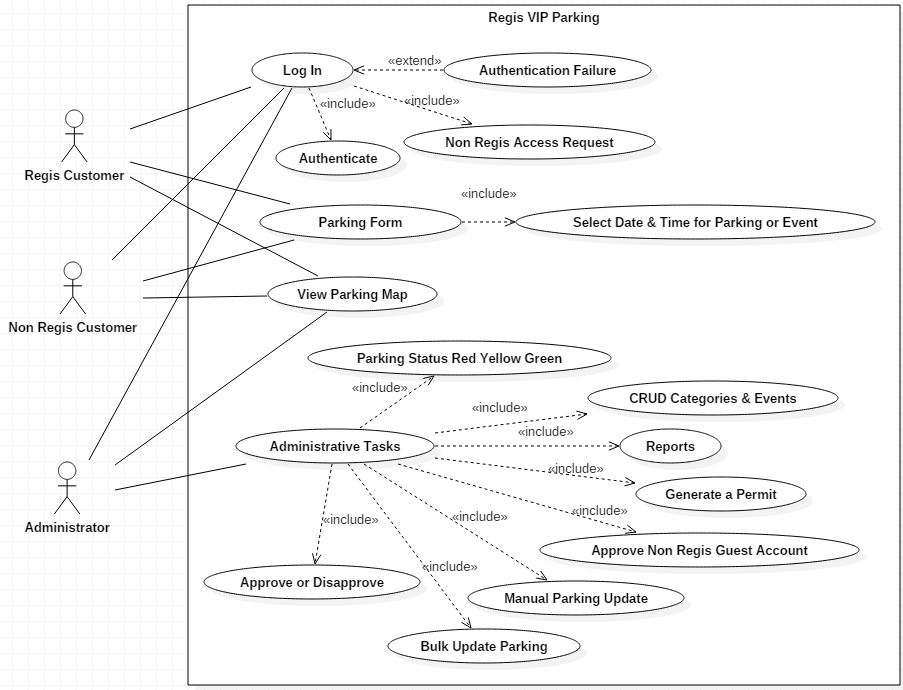 Regis VIP Parking
Log In
«extend»
Authentication Failure
«include»
«include»
Authenticate
Non Regis Access Request
Regis Customer
«include»
Parking Form
Select Date & Time for Parking or Event
View Parking Map
Non Regis Customer
Parking Status Red Yellow Green
«include»
CRUD Categories & Events
«include»
«include»
Administrative Tasks
Reports
«include»
Generate a Permit
Administrator
«include»
«include»
«include»
Approve Non Regis Guest Account
«include»
Approve or Disapprove
Manual Parking Update
Bulk Update Parking